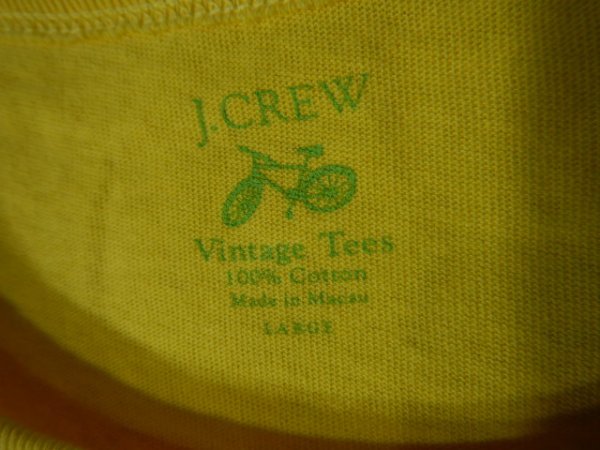 J.CREW
Vintage Tees
100% Cotton
Made in Macau
LARGE